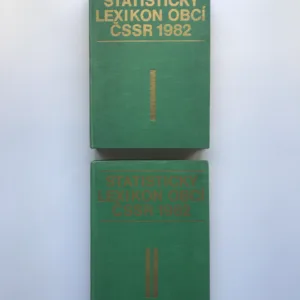 STATISTICKÝ
LEXIKON OBCÍ
ČSSR 1982
I
STATISTICKÝ
LEXIKON OBCÍ
ČSSR 1982
II